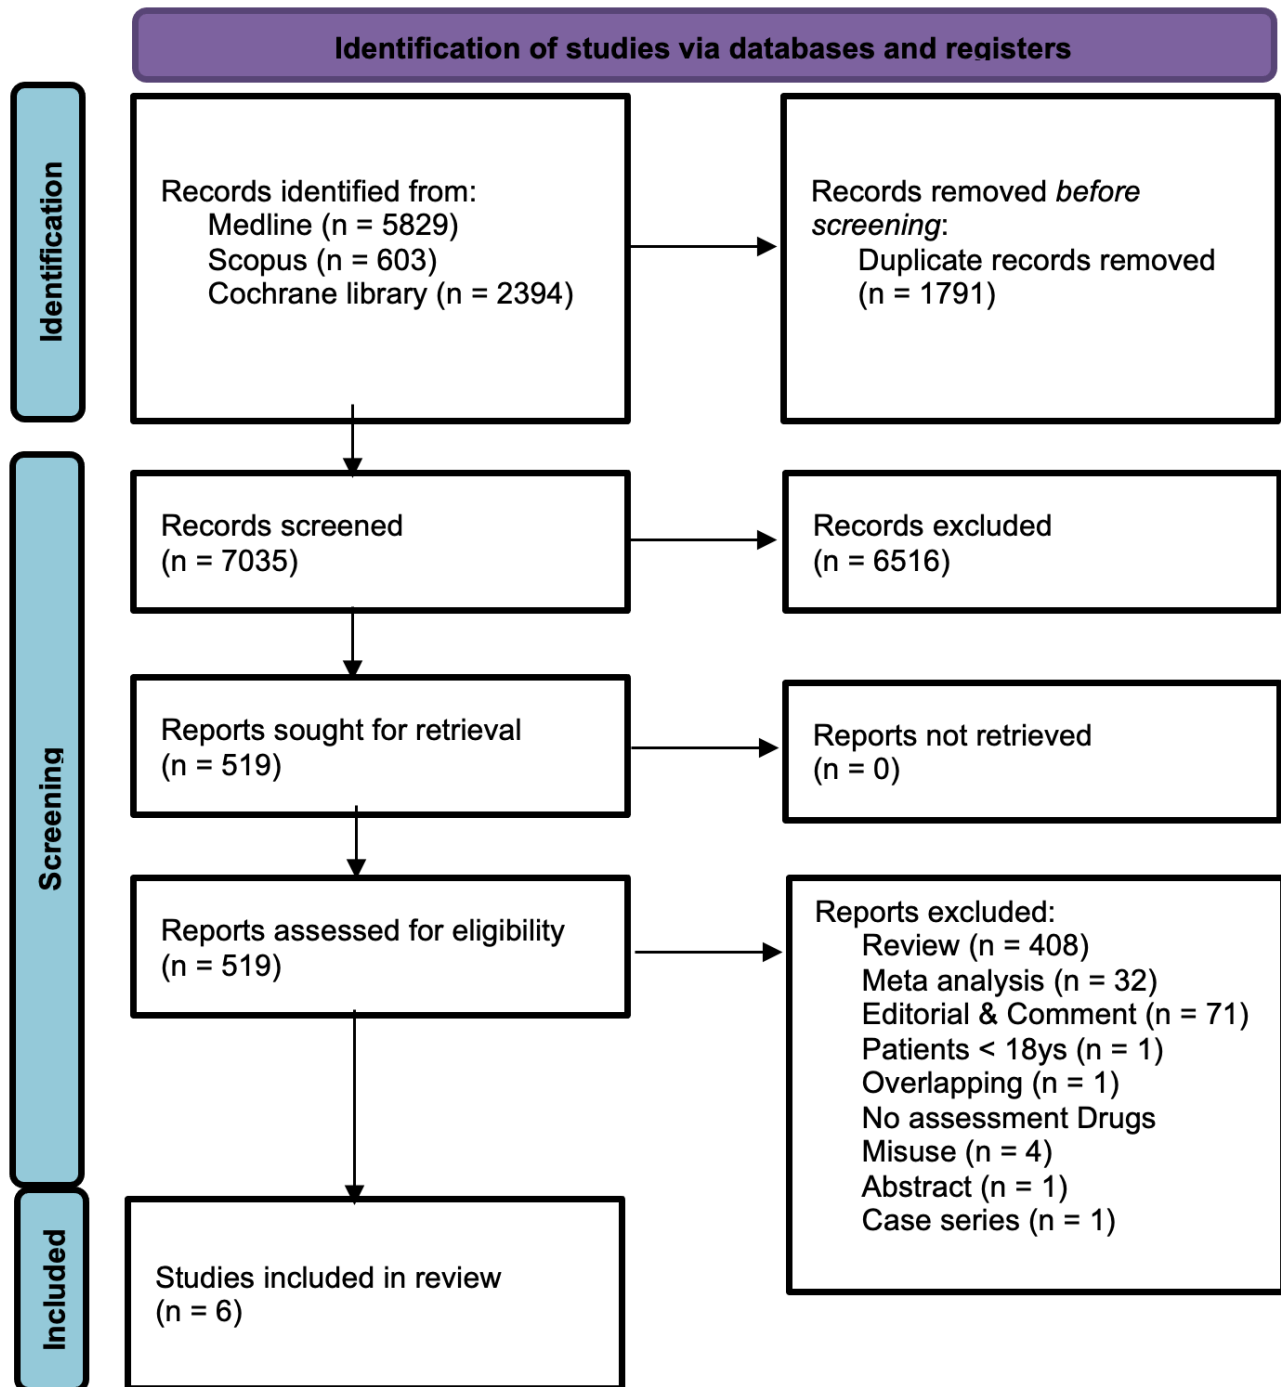 Identification of studies via databases and registers
Identification
Records identified from:
Medline (n = 5829)
Scopus (n = 603)
Cochrane library (n = 2394)
Records removed before
screening:
Duplicate records removed
(n = 1791)
Screening
Records screened
(n = 7035)
Records excluded
(n = 6516)
Reports sought for retrieval
(n = 519)
Reports not retrieved
(n = 0)
Reports assessed for eligibility
(n = 519)
Reports excluded:
Review (n = 408)
Meta analysis (n = 32)
Editorial & Comment (n = 71)
Patients < 18ys (n = 1)
Overlapping (n = 1)
No assessment Drugs
Misuse (n = 4)
Abstract (n = 1)
Case series (n = 1)
Included
Studies included in review
(n = 6)